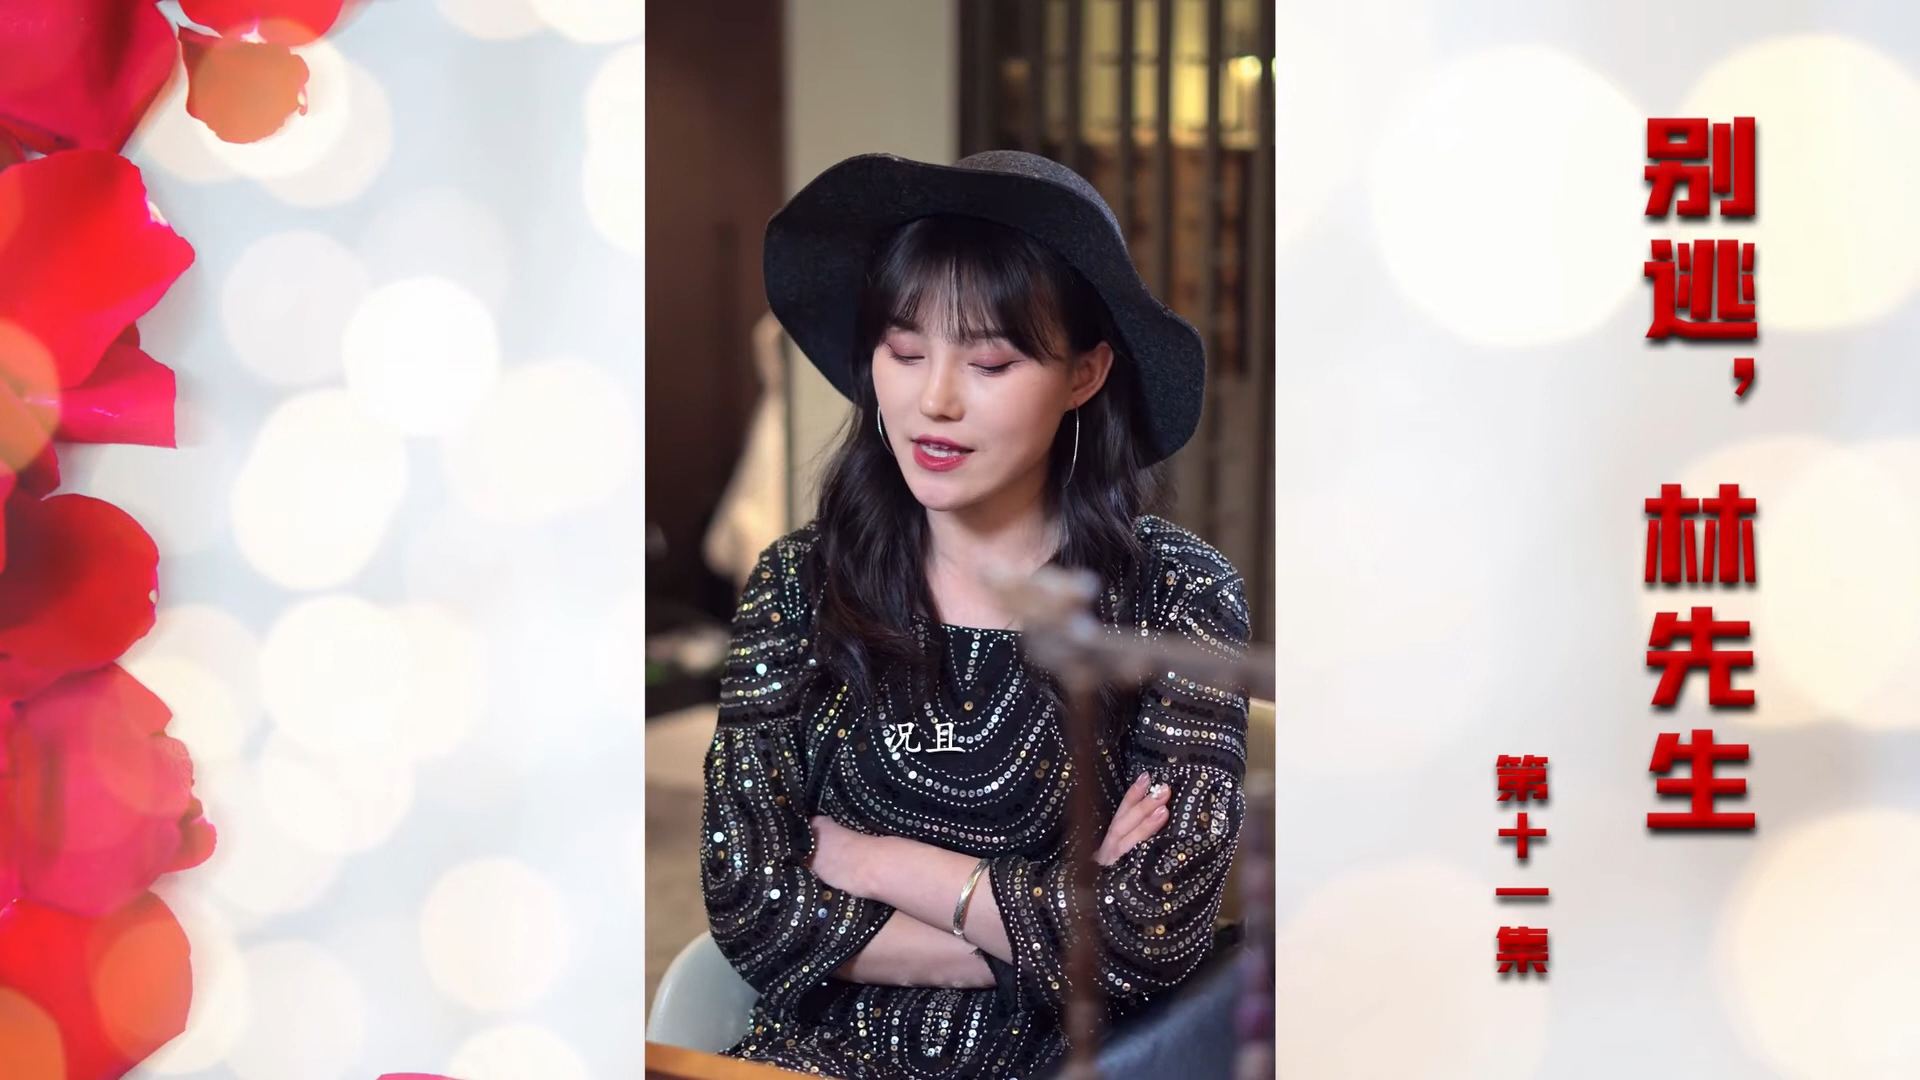 别逃，林先生
第十一集
况且